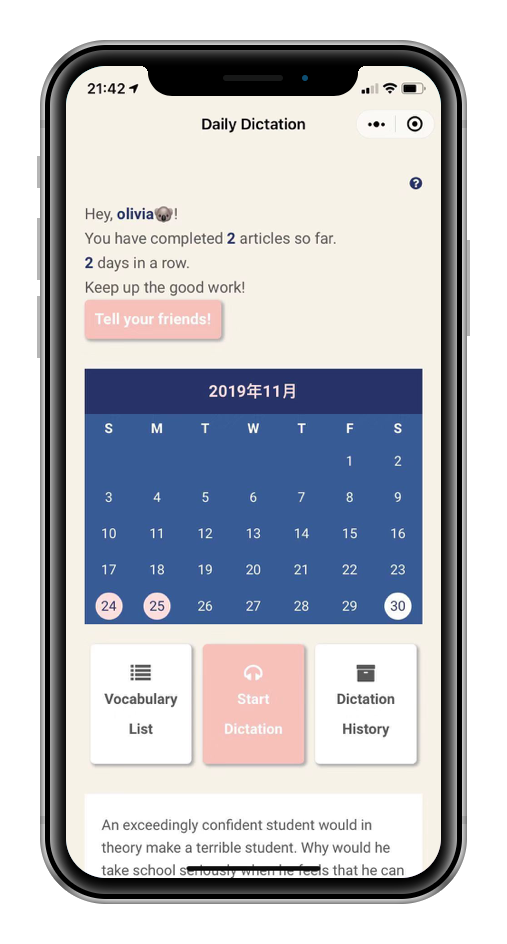 21:42
Daily Dictation
Hey, olivia🐨!
You have completed 2 articles so far.
2 days in a row.
Keep up the good work!
Tell your friends!
2019年11月
S M T W T F S
1 2
3 4 5 6 7 8 9
10 11 12 13 14 15 16
17 18 19 20 21 22 23
24 25 26 27 28 29 30
Vocabulary
List
Start
Dictation
Dictation
History
An exceedingly confident student would in
theory make a terrible student. Why would he
take school seriously when he feels that he can